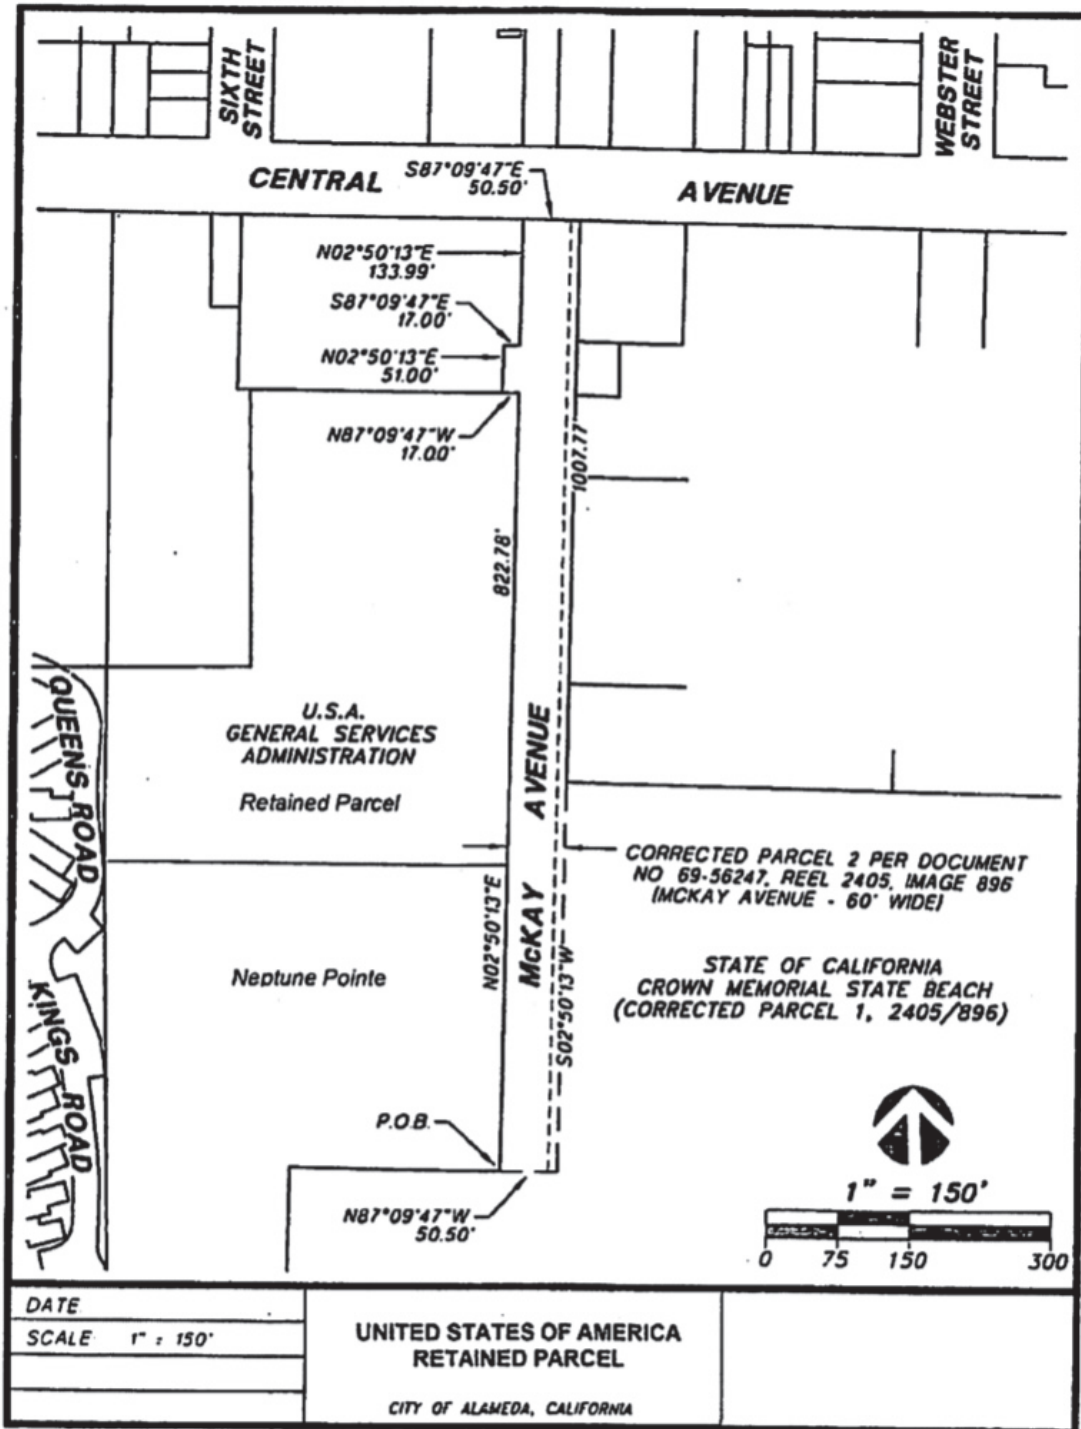 SIXTH
STREET
WEBSTER
STREET
CENTRAL AVENUE
S87°09'47"E
50.50'
N02°50'13"E
133.99'
S87°09'47"E
17.00'
N02°50'13"E
51.00'
N87°09'47"W
17.00'
1007.77'
822.78'
QUEENS ROAD
U.S.A.
GENERAL SERVICES
ADMINISTRATION
Retained Parcel
McKAY AVENUE
CORRECTED PARCEL 2 PER DOCUMENT
NO 69-56247, REEL 2405, IMAGE 896
(MCKAY AVENUE - 60' WIDE)
N02°50'13"E
S02°50'13"W
Neptune Pointe
STATE OF CALIFORNIA
CROWN MEMORIAL STATE BEACH
(CORRECTED PARCEL 1, 2405/896)
KINGS ROAD
P.O.B.
N87°09'47"W
50.50'
1" = 150'
0 75 150 300
DATE
SCALE 1" = 150'
UNITED STATES OF AMERICA
RETAINED PARCEL
CITY OF ALAMEDA, CALIFORNIA